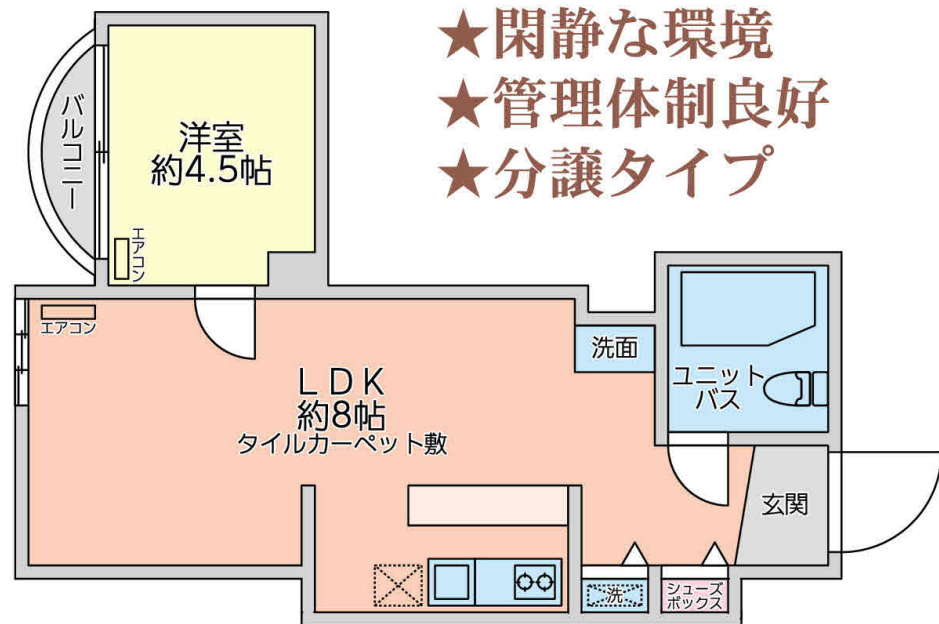 ★閑静な環境
★管理体制良好
★分譲タイプ
バルコニー
洋室
約4.5帖
エアコン
エアコン
LDK
約8帖
タイルカーペット敷
洗面
ユニット
バス
玄関
洗
シューズ
ボックス